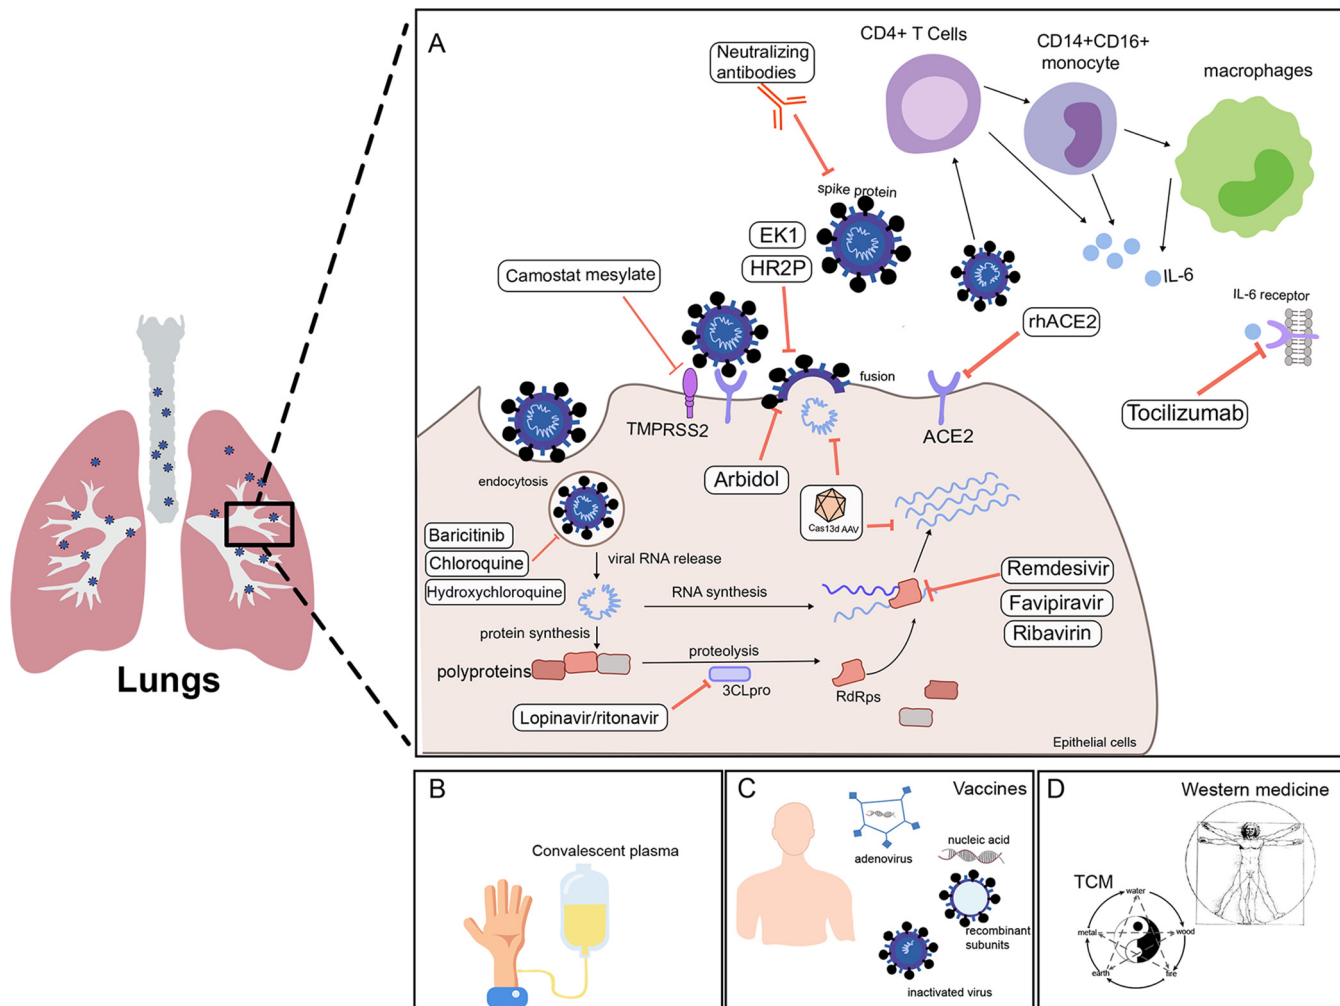 Lungs
A
Neutralizing
antibodies
CD4+ T Cells
CD14+CD16+
monocyte
macrophages
spike protein
EK1
HR2P
Camostat mesylate
IL-6
IL-6 receptor
rhACE2
Tocilizumab
fusion
TMPRSS2
ACE2
endocytosis
Arbidol
Cas13d AAV
Baricitinib
Chloroquine
Hydroxychloroquine
viral RNA release
RNA synthesis
Remdesivir
Favipiravir
Ribavirin
protein synthesis
polyproteins
proteolysis
3CLpro
RdRps
Lopinavir/ritonavir
Epithelial cells
B
Convalescent plasma
C
Vaccines
adenovirus
nucleic acid
recombinant
subunits
inactivated virus
D
Western medicine
TCM
water
metal
wood
earth
fire